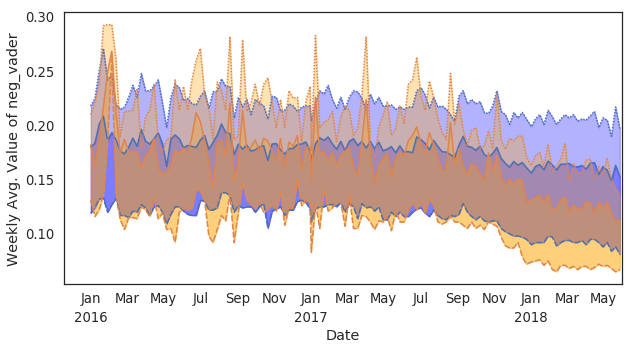 Weekly Avg. Value of neg_vader
0.30
0.25
0.20
0.15
0.10
Jan Mar May Jul Sep Nov Jan Mar May Jul Sep Nov Jan Mar May
2016 2017 2018
Date